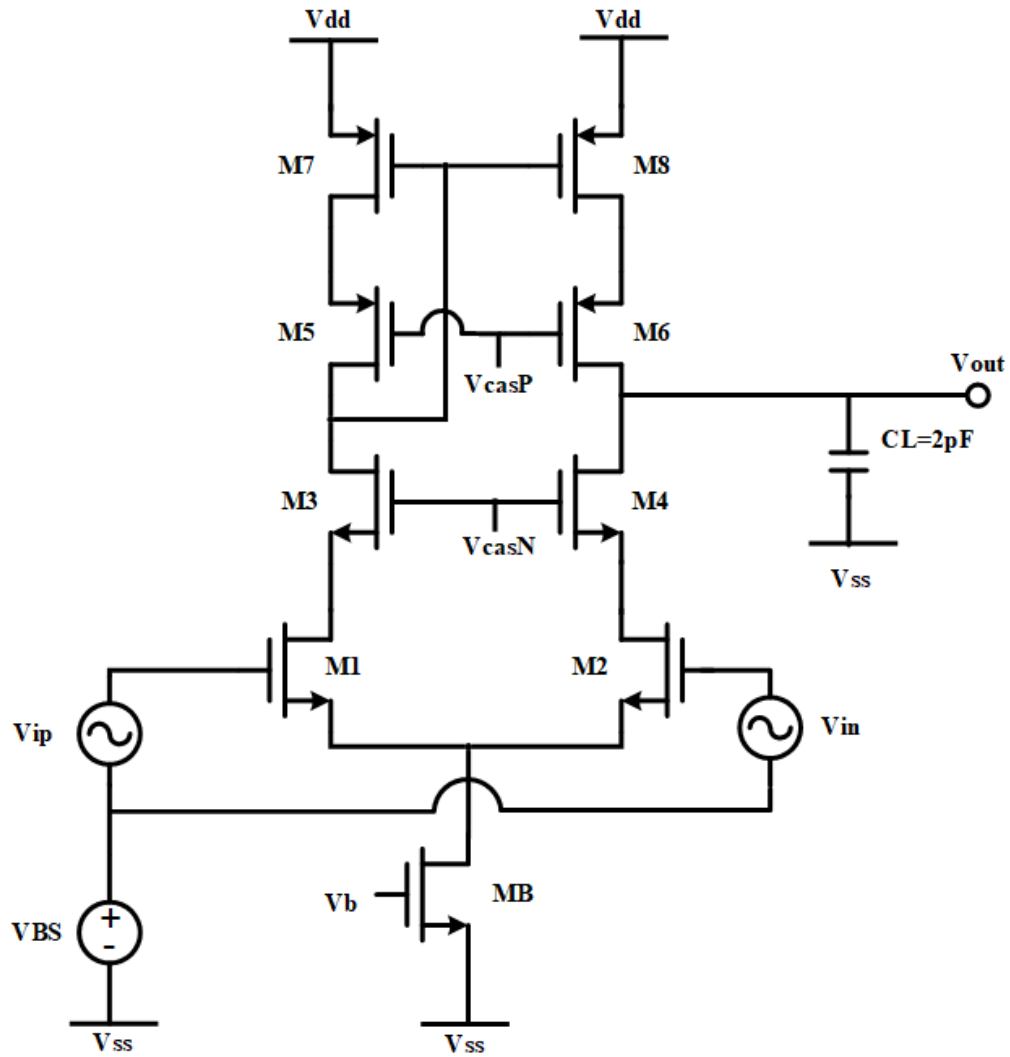 Vdd Vdd
M7 M8
M5 M6
VcasP
Vout
CL=2pF
M3 M4
VcasN
Vss
M1 M2
Vip Vin
Vb MB
VBS
+
-
Vss Vss